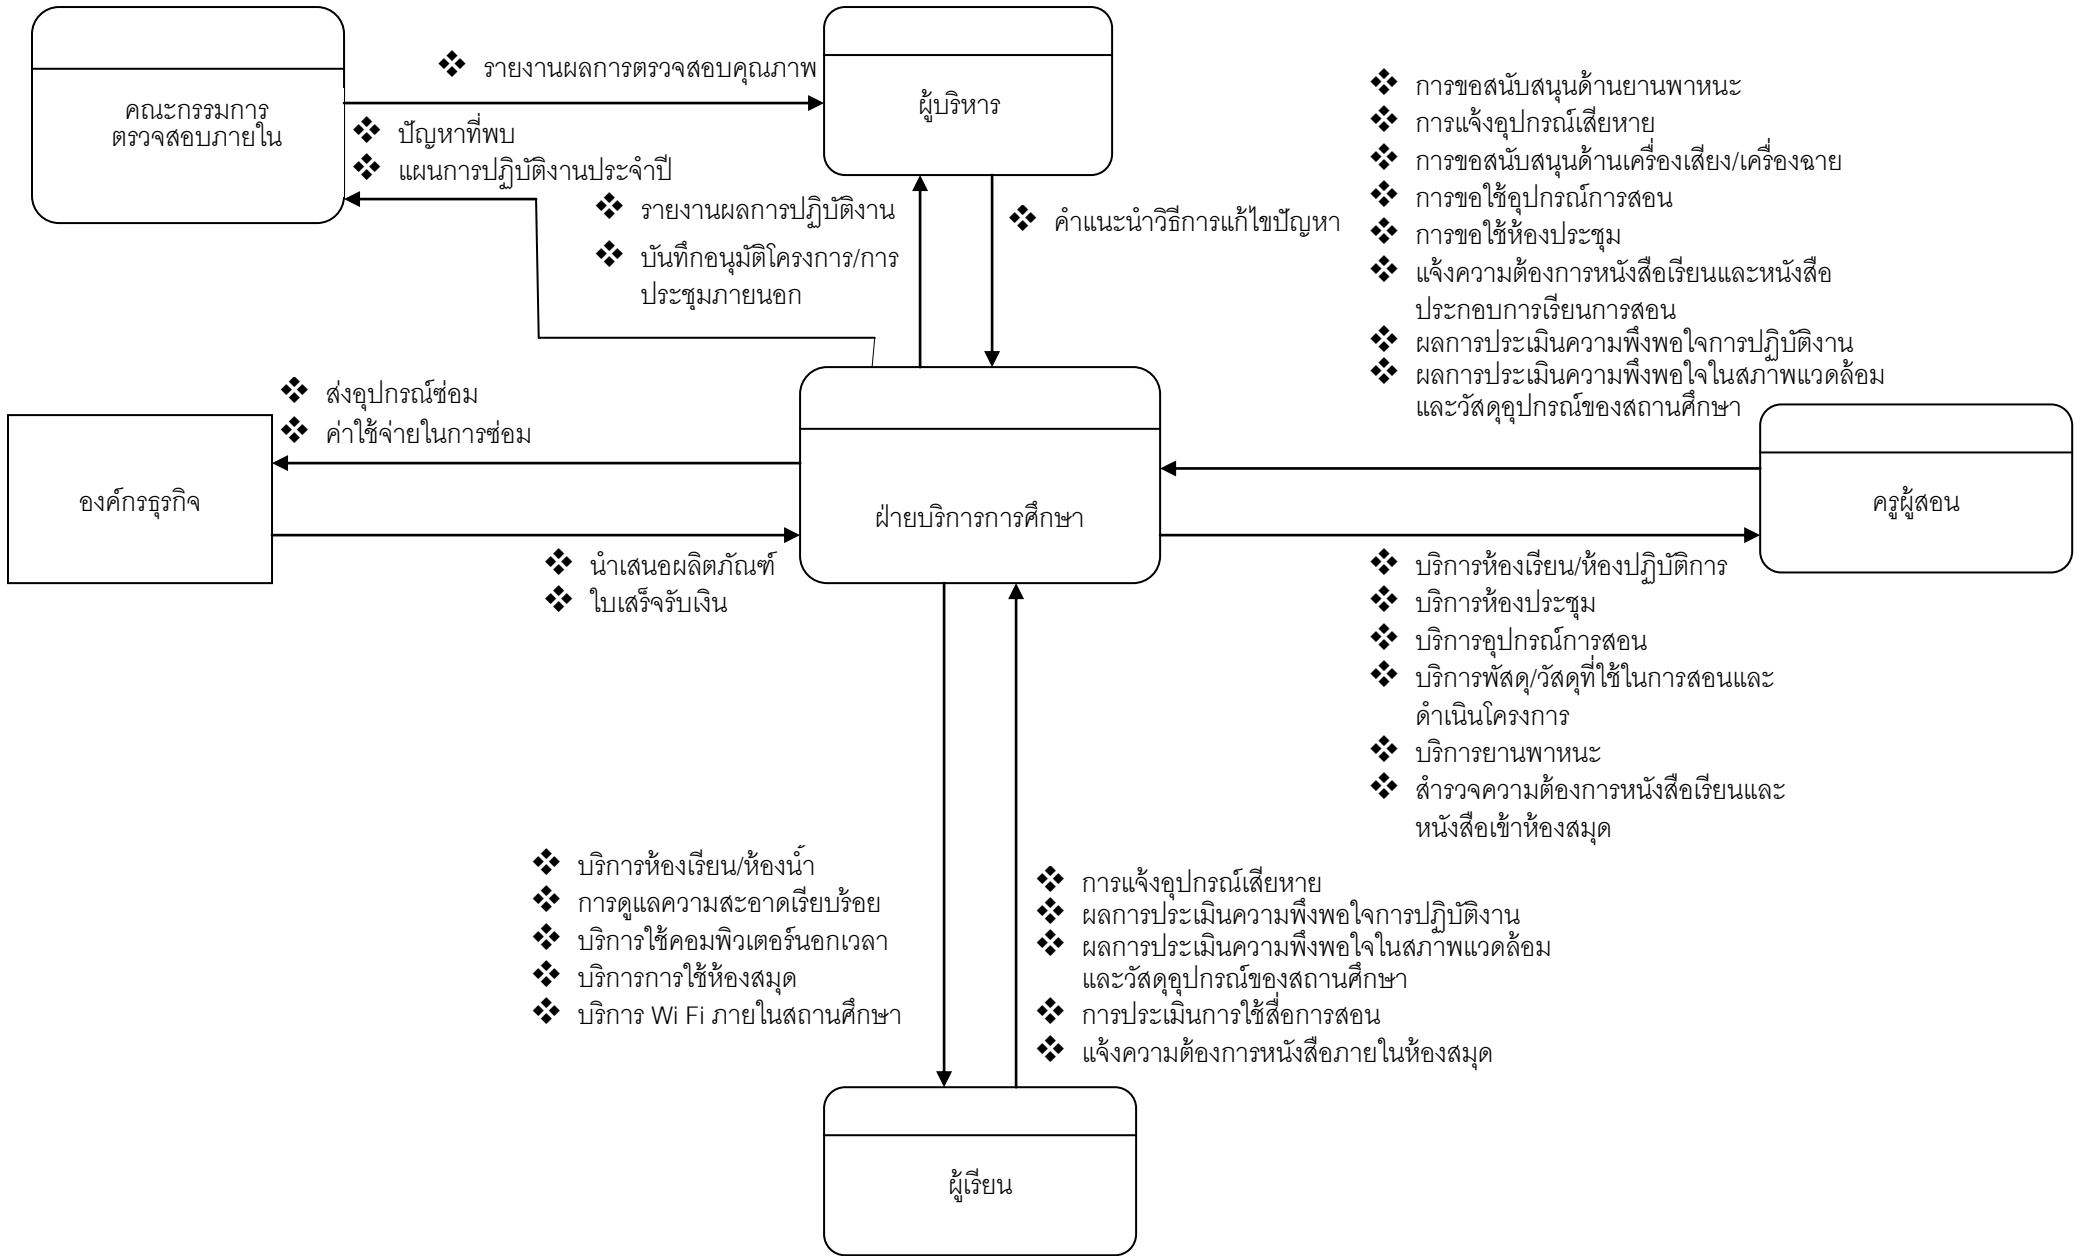 คณะกรรมการ
ตรวจสอบภายใน
❖ รายงานผลการตรวจสอบคุณภาพ
ผู้บริหาร
❖ ปัญหาที่พบ
❖ แผนการปฏิบัติงานประจำปี
❖ รายงานผลการปฏิบัติงาน
❖ บันทึกอนุมัติโครงการ/การ
ประชุมภายนอก
❖ คำแนะนำวิธีการแก้ไขปัญหา
❖ การขอสนับสนุนด้านยานพาหนะ
❖ การแจ้งอุปกรณ์เสียหาย
❖ การขอสนับสนุนด้านเครื่องเสียง/เครื่องฉาย
❖ การขอใช้อุปกรณ์การสอน
❖ การขอใช้ห้องประชุม
❖ แจ้งความต้องการหนังสือเรียนและหนังสือ
ประกอบการเรียนการสอน
❖ ผลการประเมินความพึงพอใจการปฏิบัติงาน
❖ ผลการประเมินความพึงพอใจในสภาพแวดล้อม
และวัสดุอุปกรณ์ของสถานศึกษา
❖ ส่งอุปกรณ์ซ่อม
❖ ค่าใช้จ่ายในการซ่อม
องค์กรธุรกิจ
ฝ่ายบริการการศึกษา
ครูผู้สอน
❖ นำเสนอผลิตภัณฑ์
❖ ใบเสร็จรับเงิน
❖ บริการห้องเรียน/ห้องปฏิบัติการ
❖ บริการห้องประชุม
❖ บริการอุปกรณ์การสอน
❖ บริการพัสดุ/วัสดุที่ใช้ในการสอนและ
ดำเนินโครงการ
❖ บริการยานพาหนะ
❖ สำรวจความต้องการหนังสือเรียนและ
หนังสือเข้าห้องสมุด
❖ บริการห้องเรียน/ห้องน้ำ
❖ การดูแลความสะอาดเรียบร้อย
❖ บริการใช้คอมพิวเตอร์นอกเวลา
❖ บริการการใช้ห้องสมุด
❖ บริการ Wi Fi ภายในสถานศึกษา
❖ การแจ้งอุปกรณ์เสียหาย
❖ ผลการประเมินความพึงพอใจการปฏิบัติงาน
❖ ผลการประเมินความพึงพอใจในสภาพแวดล้อม
และวัสดุอุปกรณ์ของสถานศึกษา
❖ การประเมินการใช้สื่อการสอน
❖ แจ้งความต้องการหนังสือภายในห้องสมุด
ผู้เรียน